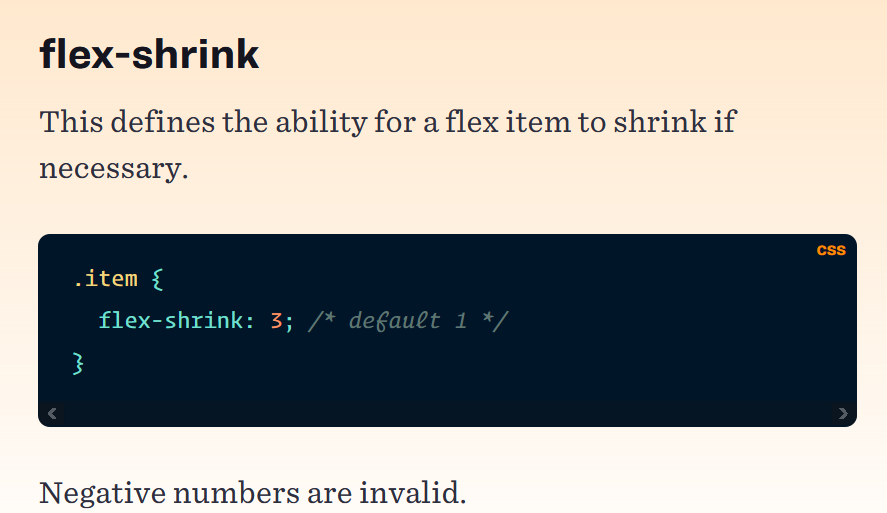 flex-shrink
This defines the ability for a flex item to shrink if
necessary.
CSS
.item {
  flex-shrink: 3; /* default 1 */
}
Negative numbers are invalid.